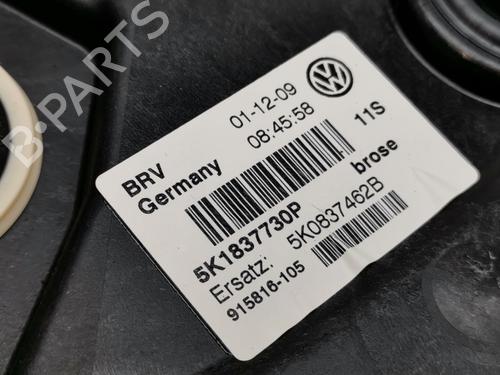 BRV
01-12-09
Germany
08:45:58
11S
brose
5K1837730P
Ersatz: 5K0837462B
915816-105
B-PARTS